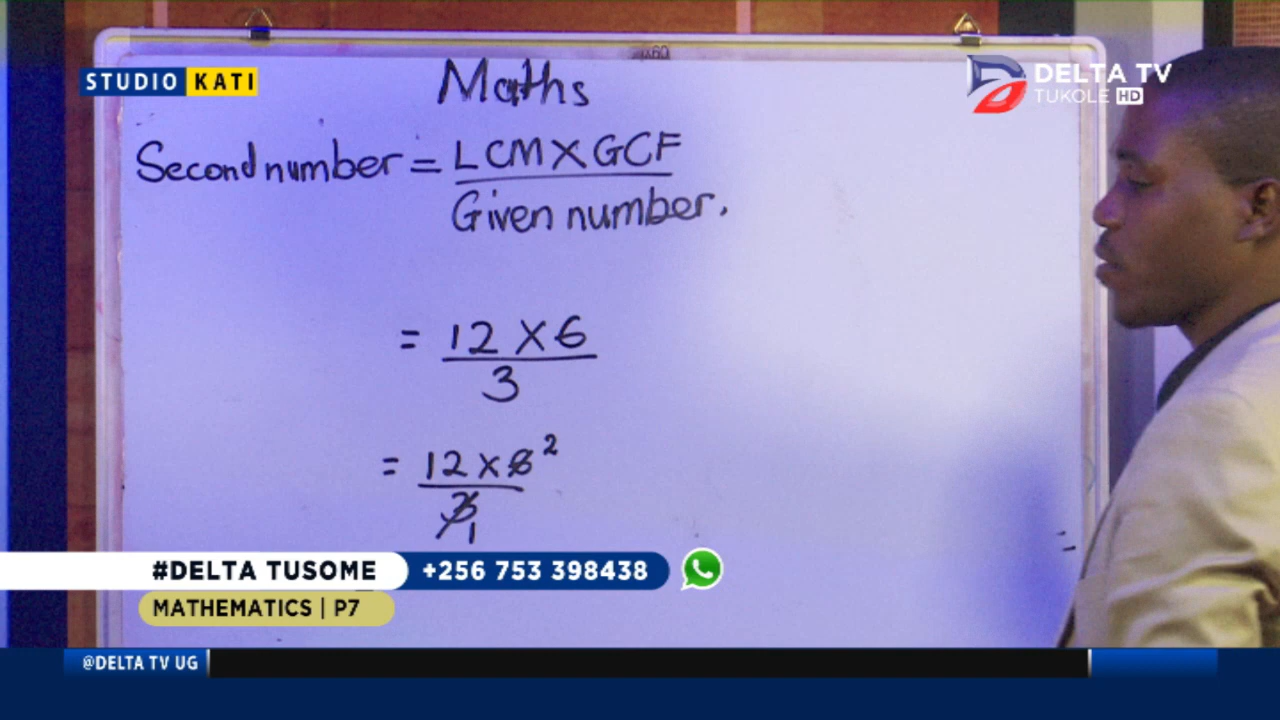 STUDIO KATI
DELTA TV
TUKOLE HD
Maths
Second number = LCM X GCF
Given number.
= 12 X 6
3
= 12 X 6 2
3
1
#DELTA TUSOME +256 753 398438
MATHEMATICS | P7
@DELTA TV UG